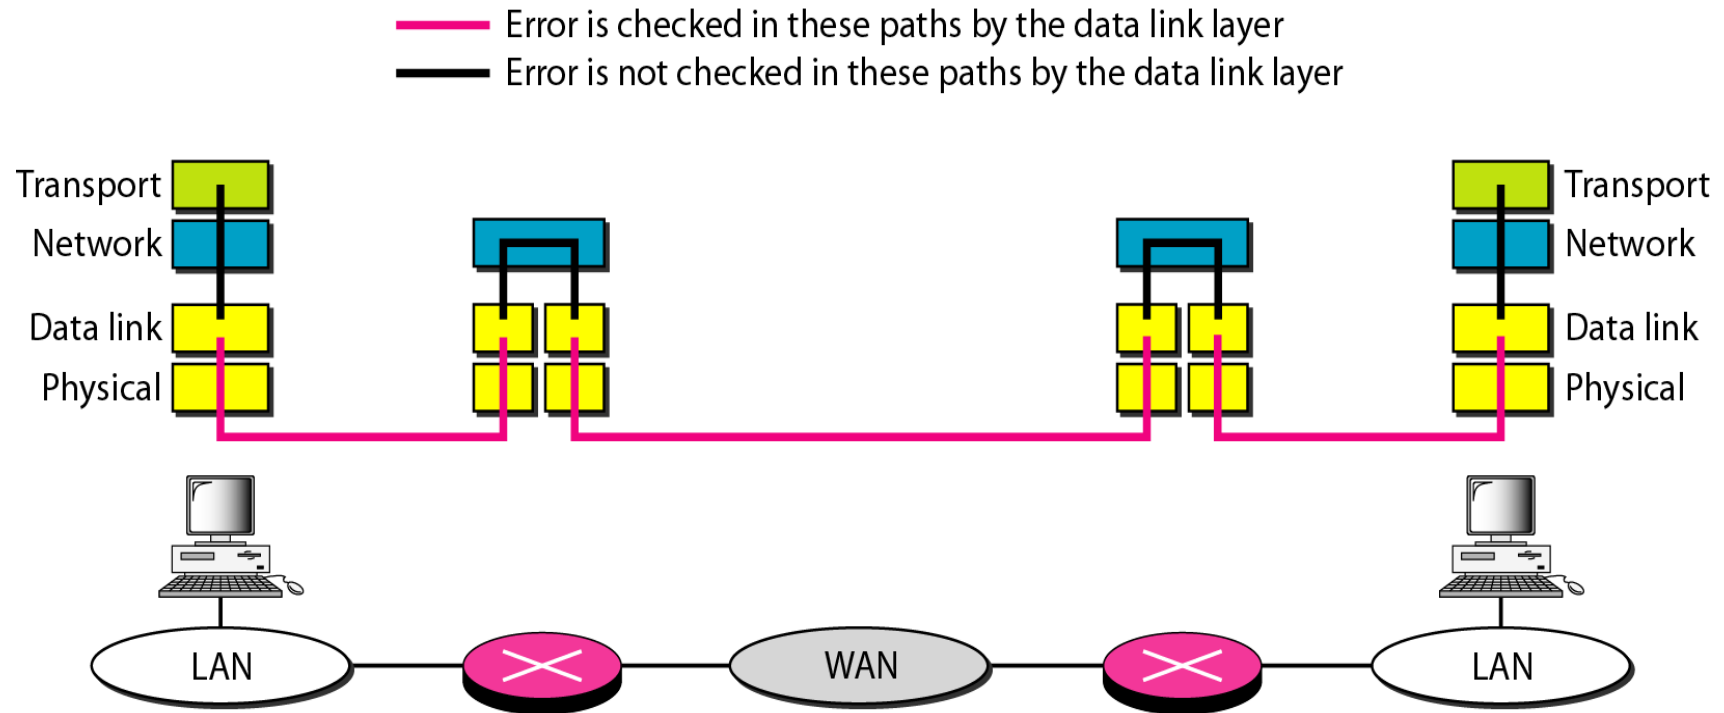 Error is checked in these paths by the data link layer
Error is not checked in these paths by the data link layer
Transport
Transport
Network
Network
Data link
Data link
Physical
Physical
LAN
WAN
LAN